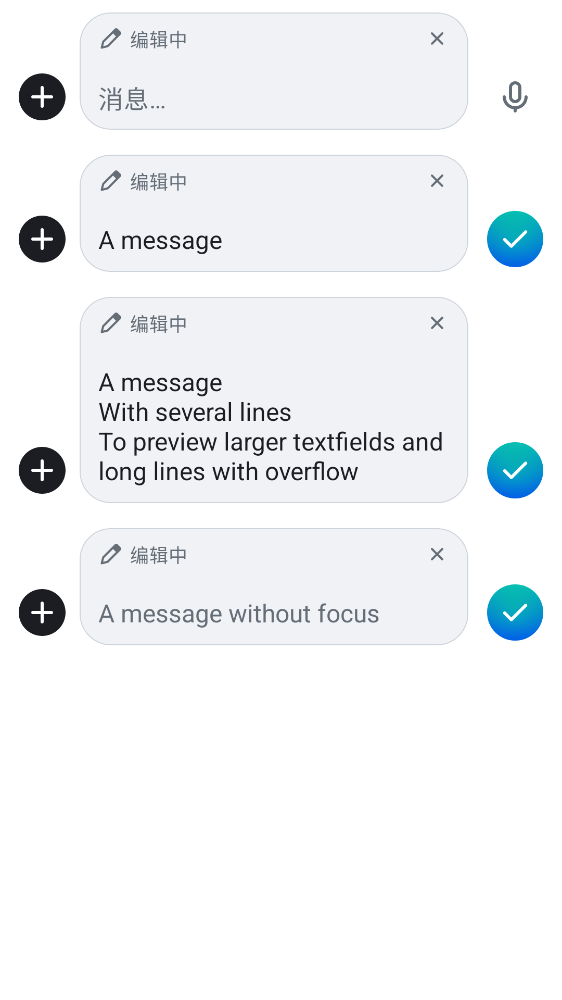 编辑中
消息…
编辑中
A message
编辑中
A message
With several lines
To preview larger textfields and
long lines with overflow
编辑中
A message without focus